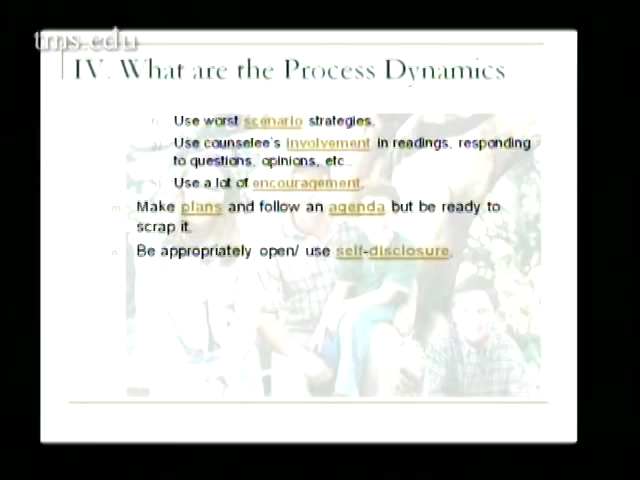 tms.edu
IV. What are the Process Dynamics
Use worst scenario strategies.
Use counselee's involvement in readings, responding
to questions, opinions, etc..
Use a lot of encouragement.
Make plans and follow an agenda but be ready to
scrap it.
Be appropriately open/ use self-disclosure.